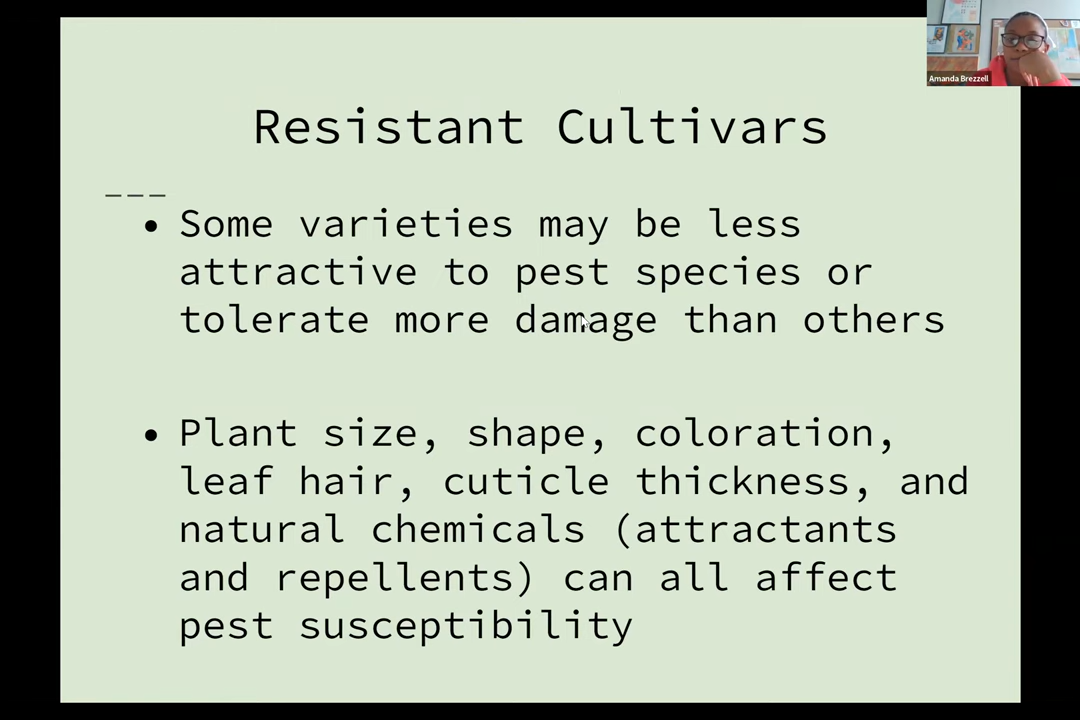 Amanda Brezzell
Resistant Cultivars
___
• Some varieties may be less
attractive to pest species or
tolerate more damage than others
• Plant size, shape, coloration,
leaf hair, cuticle thickness, and
natural chemicals (attractants
and repellents) can all affect
pest susceptibility